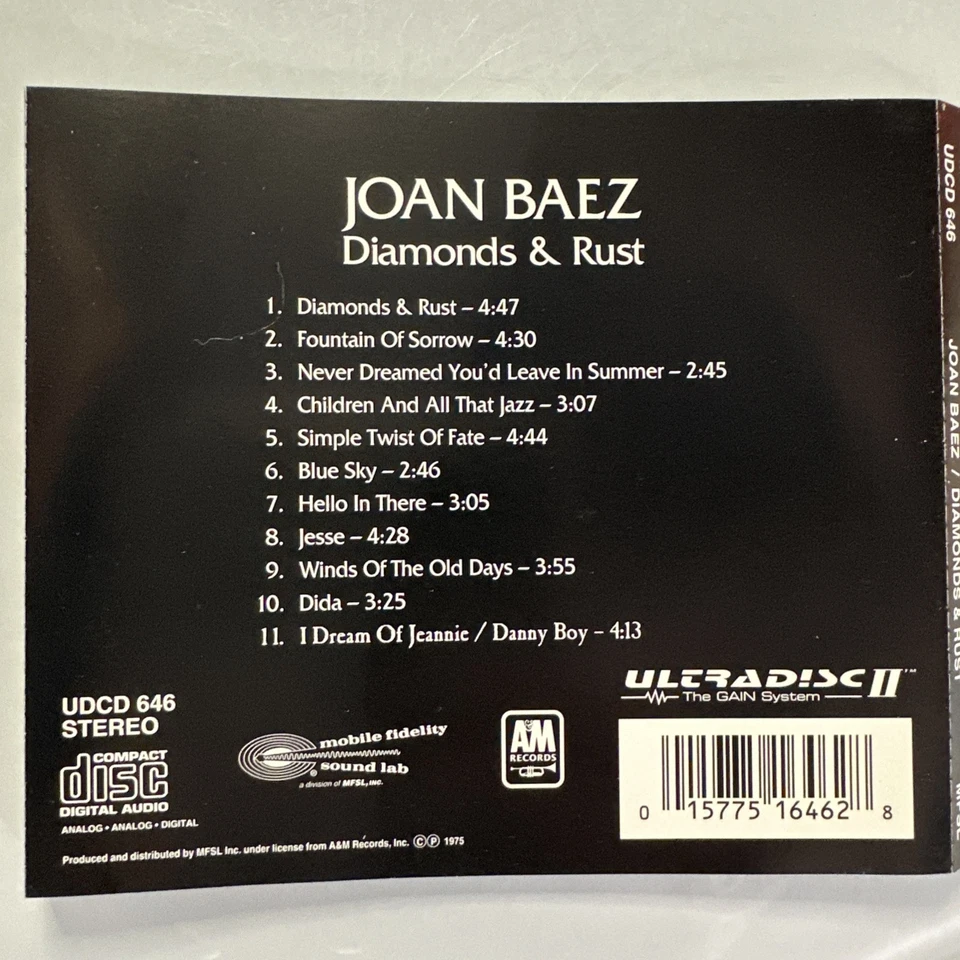 JOAN BAEZ
Diamonds & Rust
1. Diamonds & Rust – 4:47
2. Fountain Of Sorrow – 4:30
3. Never Dreamed You'd Leave In Summer – 2:45
4. Children And All That Jazz – 3:07
5. Simple Twist Of Fate – 4:44
6. Blue Sky – 2:46
7. Hello In There – 3:05
8. Jesse – 4:28
9. Winds Of The Old Days – 3:55
10. Dida – 3:25
11. I Dream Of Jeannie / Danny Boy – 4:13
UDCD 646
STEREO
COMPACT
disc
DIGITAL AUDIO
ANALOG • ANALOG • DIGITAL
mobile fidelity
sound lab
®
a division of MFSL, INC.
A&M
RECORDS
ULTRADISC II™
The GAIN System
0 15775 16462 8
Produced and distributed by MFSL Inc. under license from A&M Records, Inc. ©℗ 1975
UDCD 646
JOAN BAEZ / DIAMONDS & RUST
MFSL